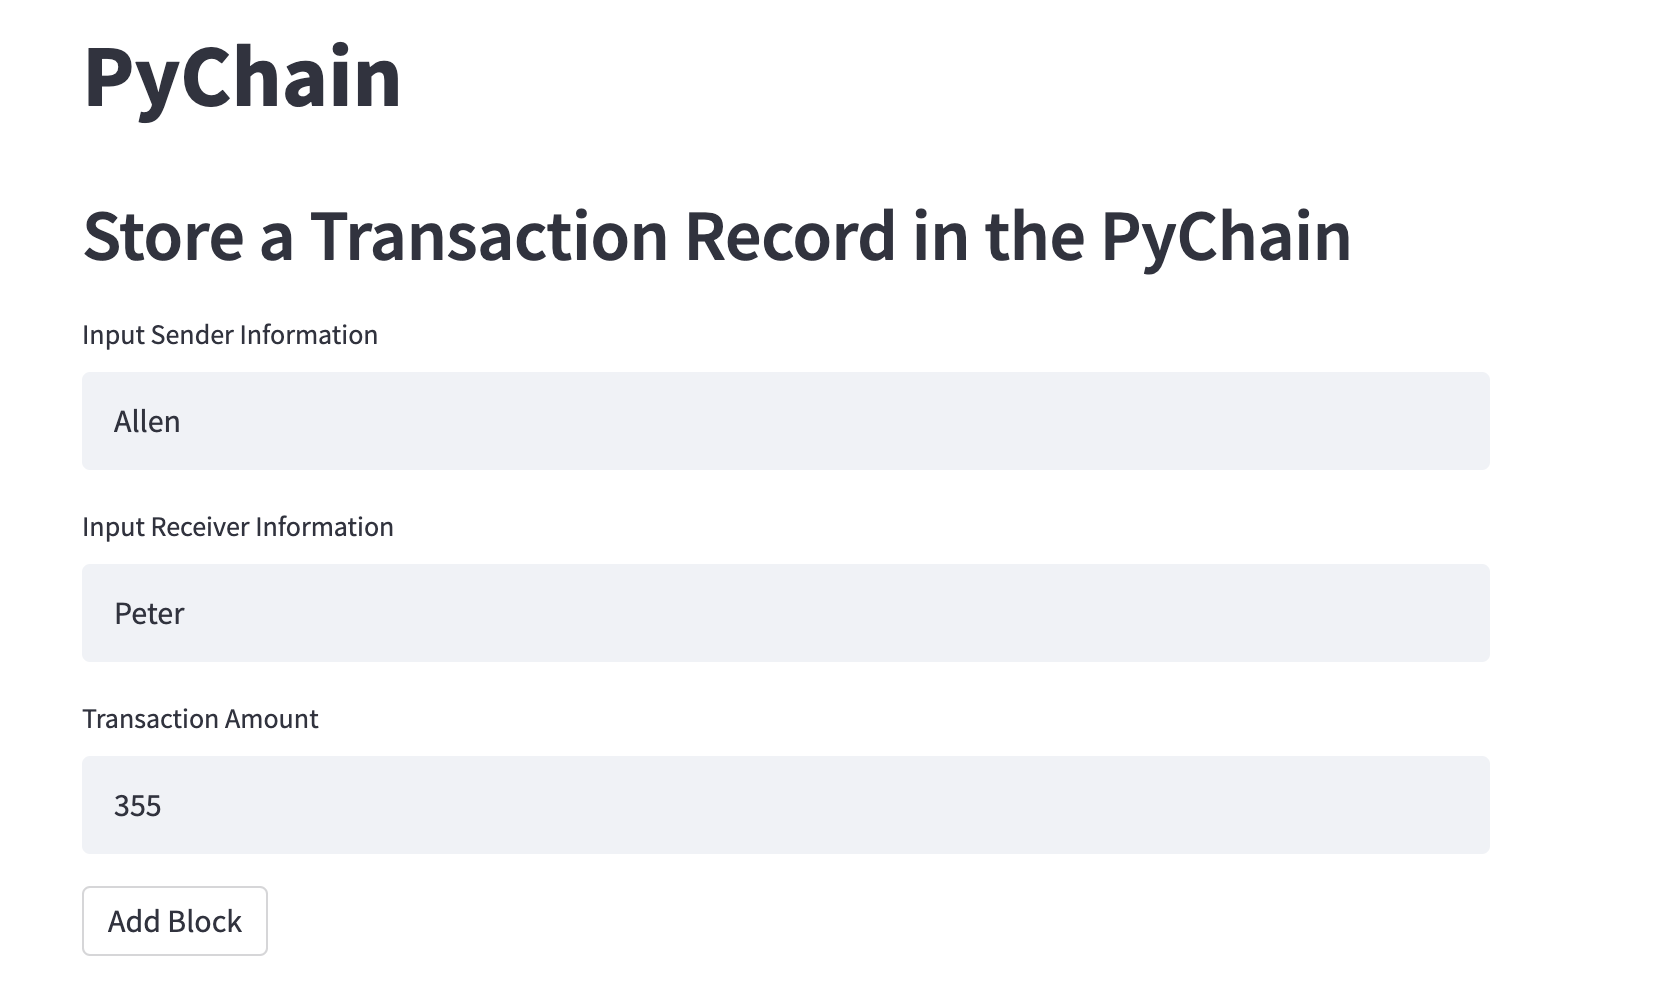 PyChain
Store a Transaction Record in the PyChain
Input Sender Information
Allen
Input Receiver Information
Peter
Transaction Amount
355
Add Block